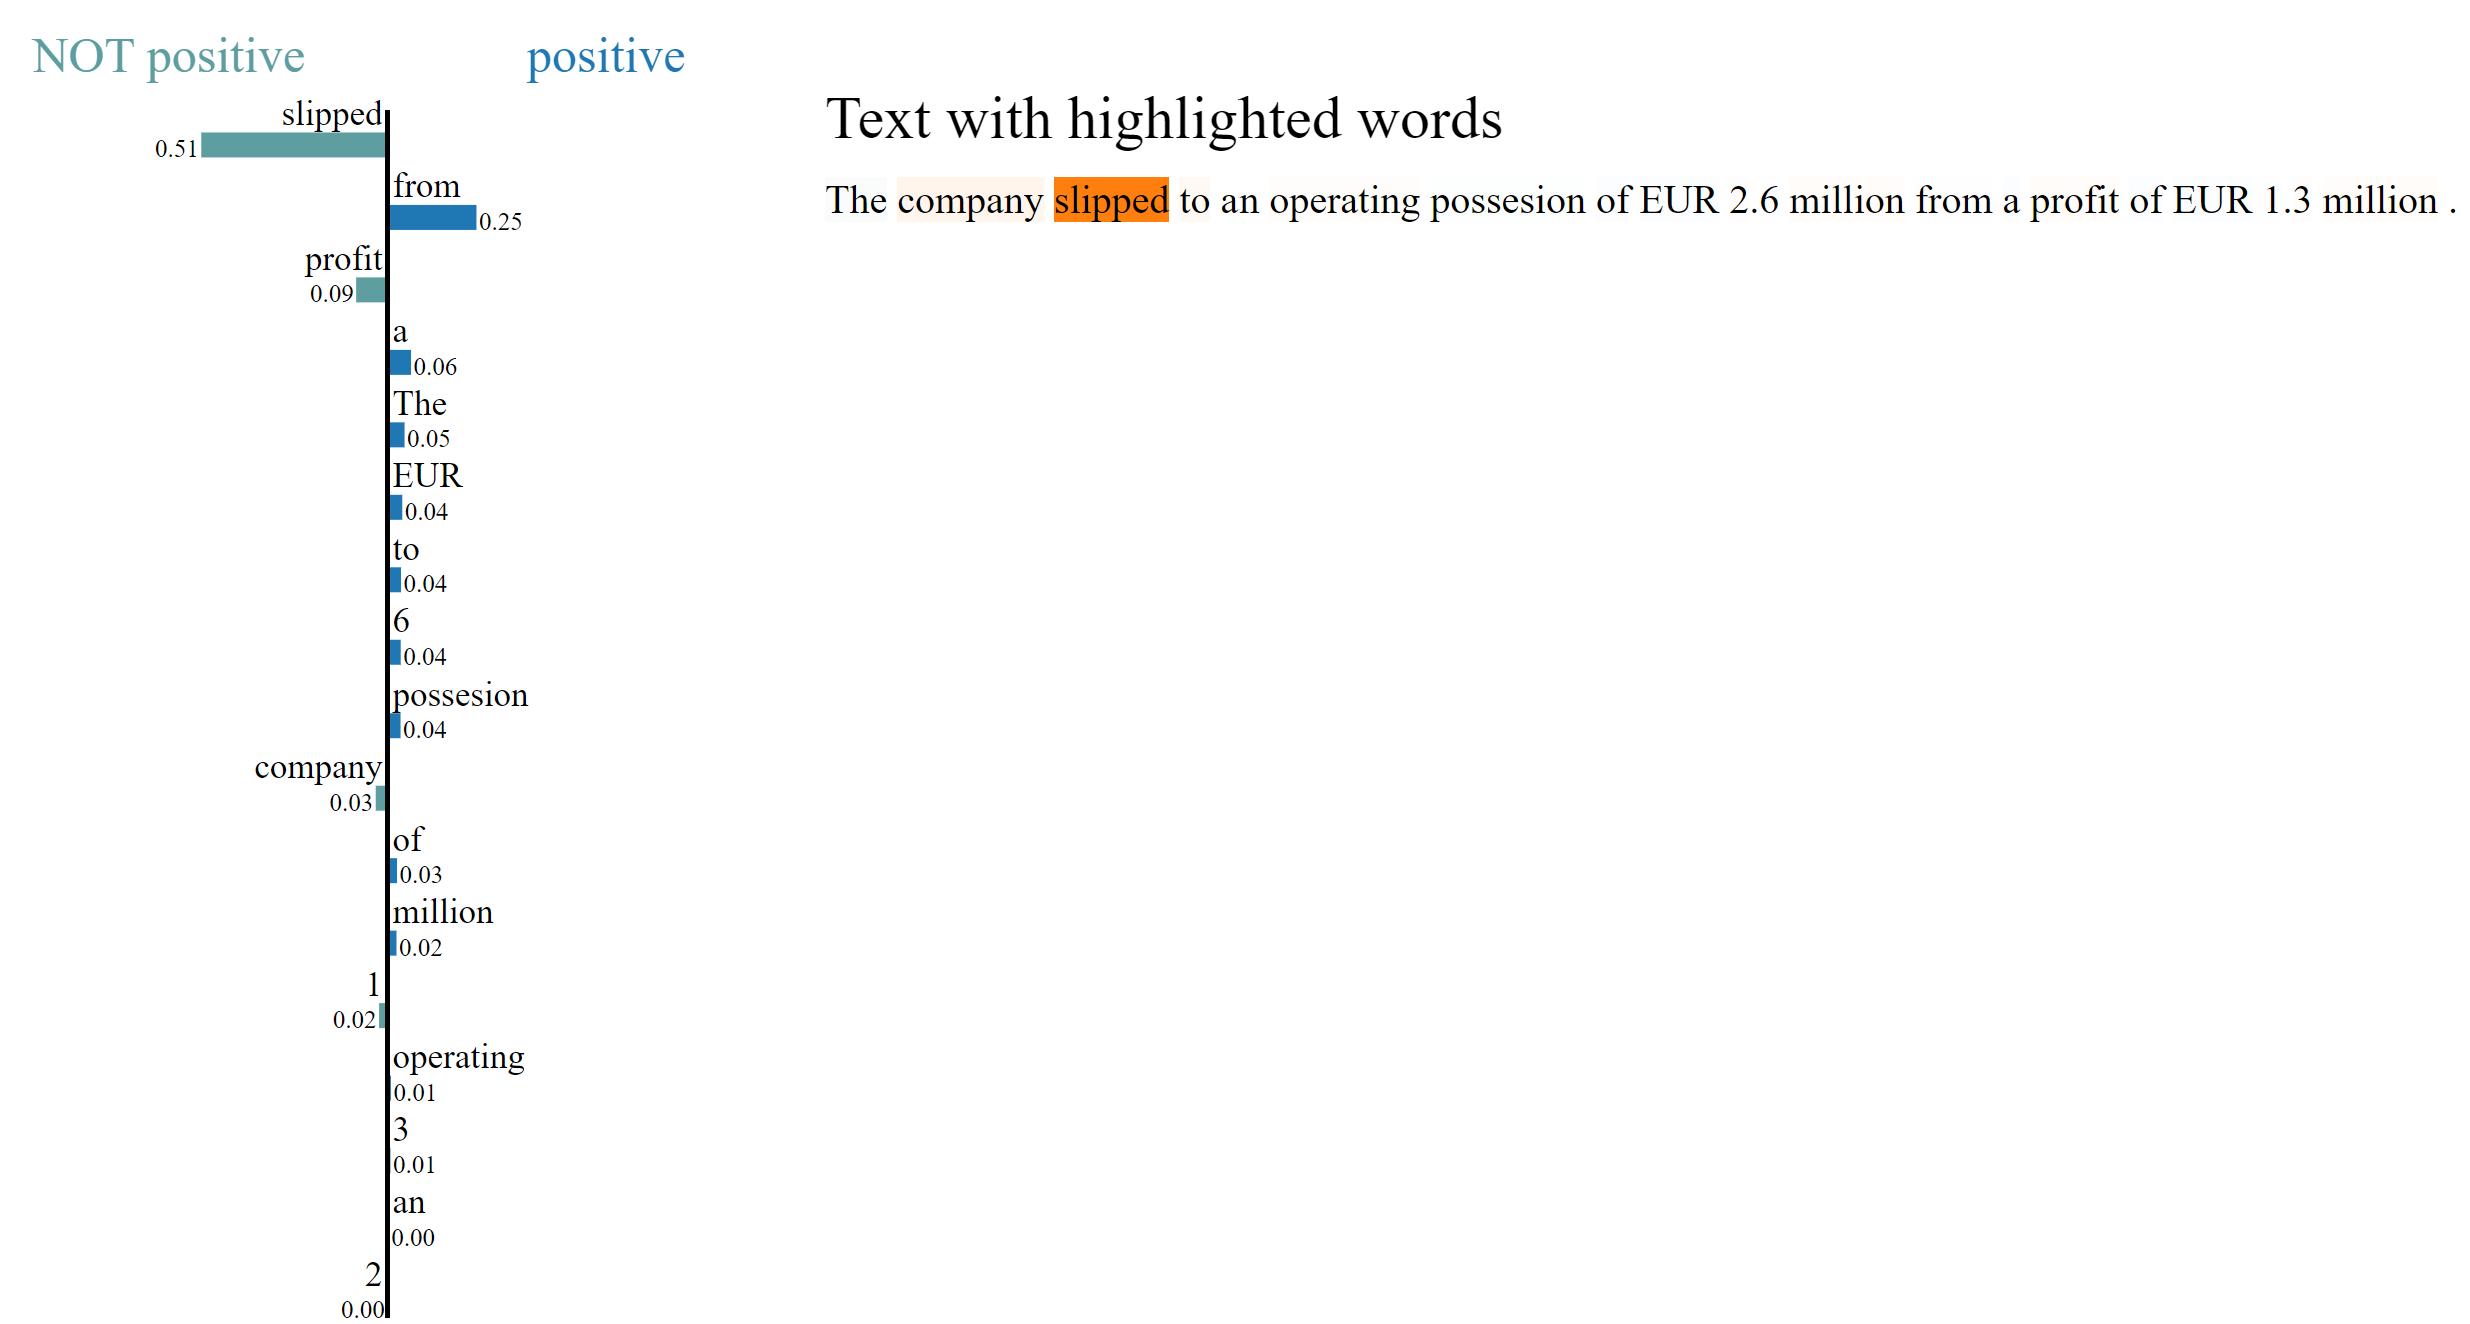 NOT positive
positive
slipped
0.51
from
0.25
profit
0.09
a
0.06
The
0.05
EUR
0.04
to
0.04
6
0.04
possesion
0.04
company
0.03
of
0.03
million
0.02
1
0.02
operating
0.01
3
0.01
an
0.00
2
0.00
Text with highlighted words
The company slipped to an operating possesion of EUR 2.6 million from a profit of EUR 1.3 million .